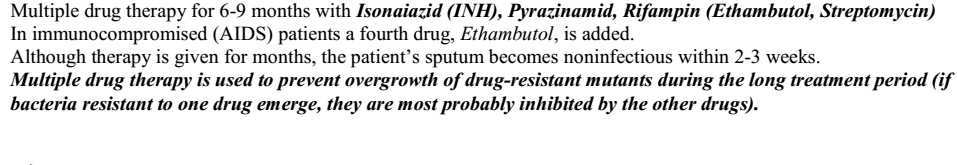 Multiple drug therapy for 6-9 months with Isonaiazid (INH), Pyrazinamid, Rifampin (Ethambutol, Streptomycin)
In immunocompromised (AIDS) patients a fourth drug, Ethambutol, is added.
Although therapy is given for months, the patient's sputum becomes noninfectious within 2-3 weeks.
Multiple drug therapy is used to prevent overgrowth of drug-resistant mutants during the long treatment period (if
bacteria resistant to one drug emerge, they are most probably inhibited by the other drugs).